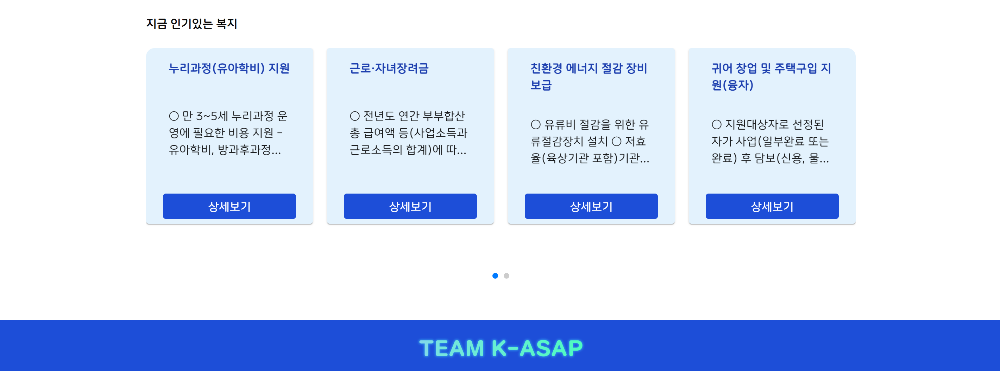 지금 인기있는 복지
누리과정(유아학비) 지원
○ 만 3~5세 누리과정 운
영에 필요한 비용 지원 -
유아학비, 방과후과정...
상세보기
근로·자녀장려금
○ 전년도 연간 부부합산
총 급여액 등(사업소득과
근로소득의 합계)에 따...
상세보기
친환경 에너지 절감 장비
보급
○ 유류비 절감을 위한 유
류절감장치 설치 ○ 저효
율(육상기관 포함)기관...
상세보기
귀어 창업 및 주택구입 지
원(융자)
○ 지원대상자로 선정된
자가 사업(일부완료 또는
완료) 후 담보(신용, 물...
상세보기
TEAM K-ASAP